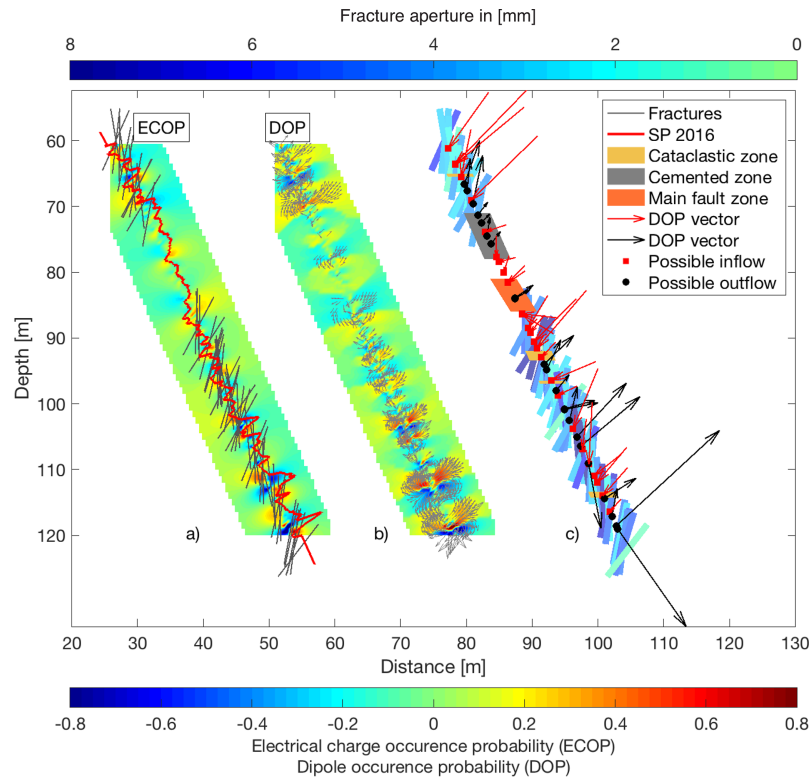 Fracture aperture in [mm]
8 6 4 2 0
ECOP
DOP
Fractures
SP 2016
Cataclastic zone
Cemented zone
Main fault zone
DOP vector
DOP vector
Possible inflow
Possible outflow
60
70
80
90
100
110
120
Depth [m]
a) b) c)
20 30 40 50 60 70 80 90 100 110 120 130
Distance [m]
-0.8 -0.6 -0.4 -0.2 0 0.2 0.4 0.6 0.8
Electrical charge occurence probability (ECOP)
Dipole occurence probability (DOP)